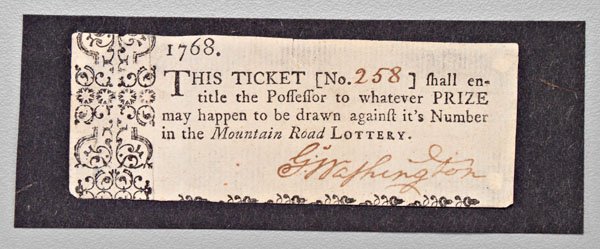 1768.
THIS TICKET [No. 258] ſhall en-
title the Poſſeſſor to whatever PRIZE
may happen to be drawn againſt it's Number
in the Mountain Road LOTTERY.
Go Washington